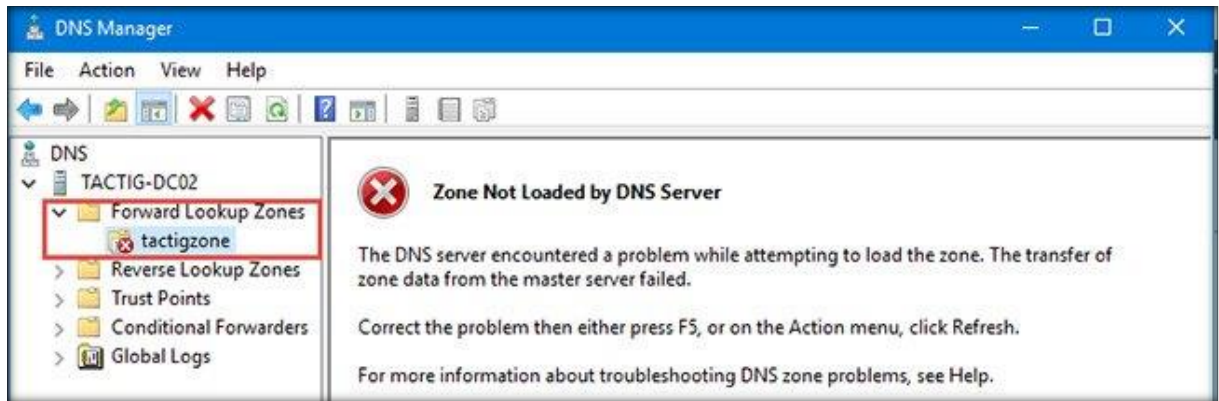 DNS Manager
File Action View Help
DNS
TACTIG-DC02
Forward Lookup Zones
tactigzone
Reverse Lookup Zones
Trust Points
Conditional Forwarders
Global Logs
Zone Not Loaded by DNS Server
The DNS server encountered a problem while attempting to load the zone. The transfer of
zone data from the master server failed.
Correct the problem then either press F5, or on the Action menu, click Refresh.
For more information about troubleshooting DNS zone problems, see Help.